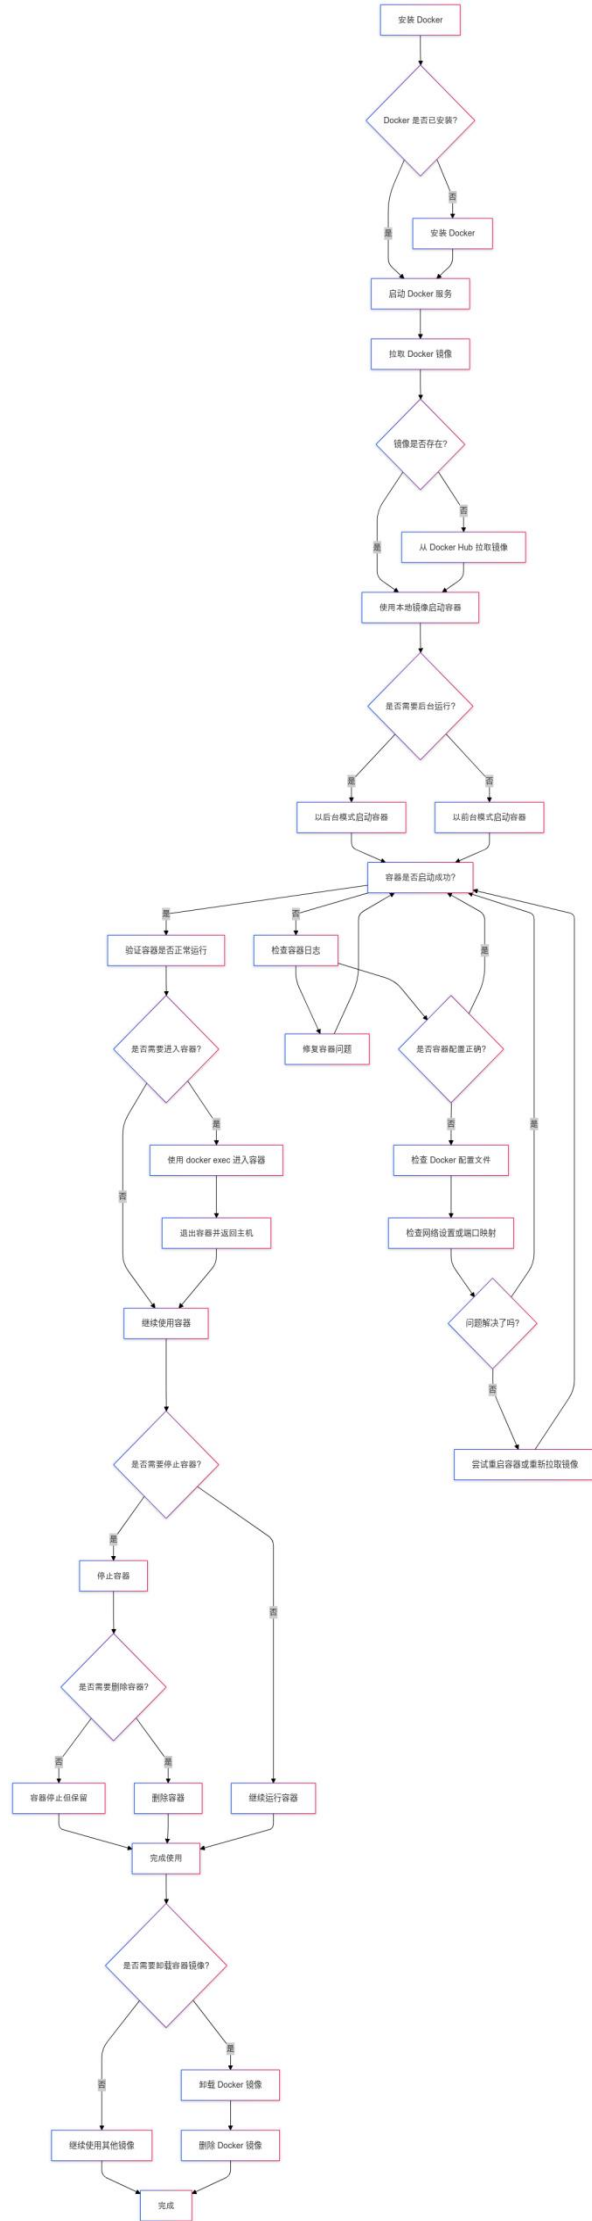 安装 Docker
Docker 是否已安装?
否
是
安装 Docker
启动 Docker 服务
拉取 Docker 镜像
镜像是否存在?
否
是
从 Docker Hub 拉取镜像
使用本地镜像启动容器
是否需要后台运行?
是
否
以后台模式启动容器
以前台模式启动容器
容器是否启动成功?
是
否
是
验证容器是否正常运行
检查容器日志
是否需要进入容器?
修复容器问题
是否容器配置正确?
是
否
是
使用 docker exec 进入容器
检查 Docker 配置文件
否
退出容器并返回主机
检查网络设置或端口映射
继续使用容器
问题解决了吗?
否
是否需要停止容器?
尝试重启容器或重新拉取镜像
是
停止容器
否
是否需要删除容器?
否
是
容器停止但保留
删除容器
继续运行容器
完成使用
是否需要卸载容器镜像?
是
否
卸载 Docker 镜像
继续使用其他镜像
删除 Docker 镜像
完成